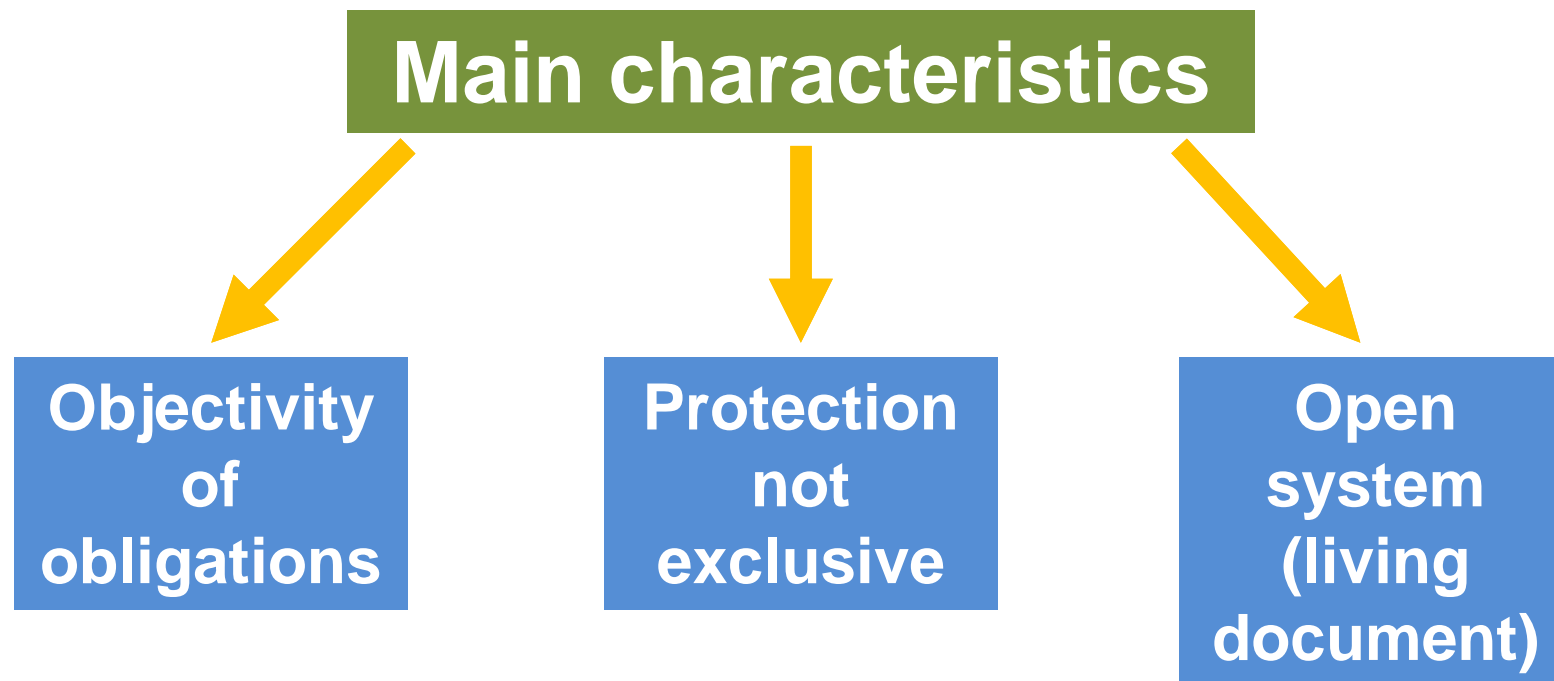 Main characteristics
Objectivity
of
obligations
Protection
not
exclusive
Open
system
(living
document)